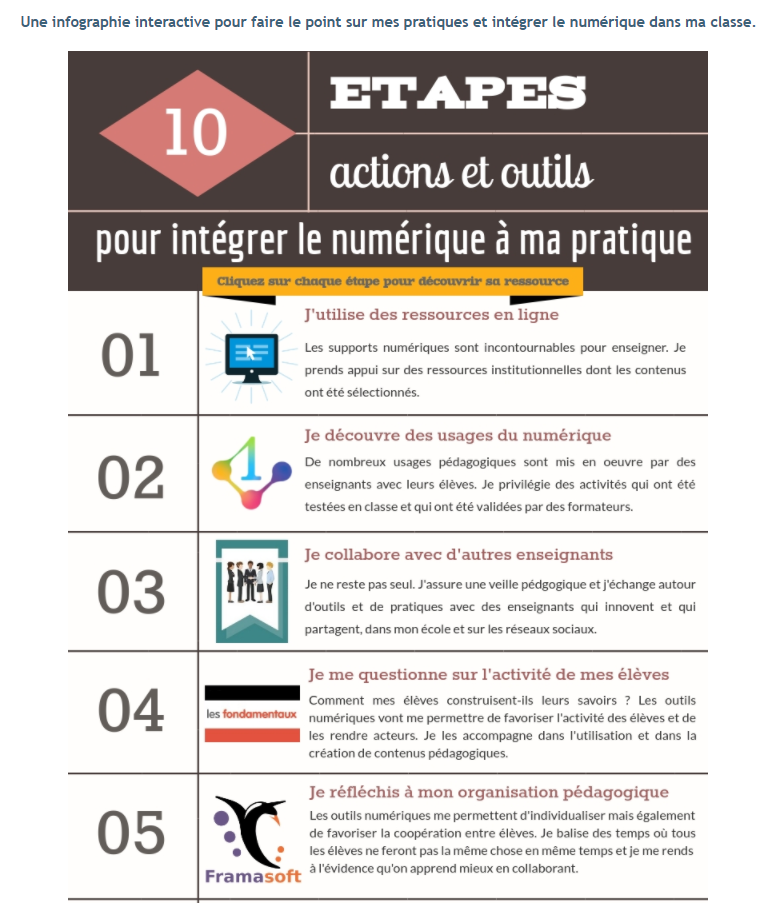 Une infographie interactive pour faire le point sur mes pratiques et intégrer le numérique dans ma classe.
10
ETAPES
actions et outils
pour intégrer le numérique à ma pratique
Cliquez sur chaque étape pour découvrir sa ressource
01
J'utilise des ressources en ligne
Les supports numériques sont incontournables pour enseigner. Je
prends appui sur des ressources institutionnelles dont les contenus
ont été sélectionnés.
02
1
Je découvre des usages du numérique
De nombreux usages pédagogiques sont mis en oeuvre par des
enseignants avec leurs élèves. Je privilégie des activités qui ont été
testées en classe et qui ont été validées par des formateurs.
03
Je collabore avec d'autres enseignants
Je ne reste pas seul. J'assure une veille pédgogique et j'échange autour
d'outils et de pratiques avec des enseignants qui innovent et qui
partagent, dans mon école et sur les réseaux sociaux.
04
les fondamentaux
Je me questionne sur l'activité de mes élèves
Comment mes élèves construisent-ils leurs savoirs ? Les outils
numériques vont me permettre de favoriser l'activité des élèves et de
les rendre acteurs. Je les accompagne dans l'utilisation et dans la
création de contenus pédagogiques.
05
Framasoft
Je réfléchis à mon organisation pédagogique
Les outils numériques me permettent d'individualiser mais également
de favoriser la coopération entre élèves. Je balise des temps où tous
les élèves ne feront pas la même chose en même temps et je me rends
à l'évidence qu'on apprend mieux en collaborant.